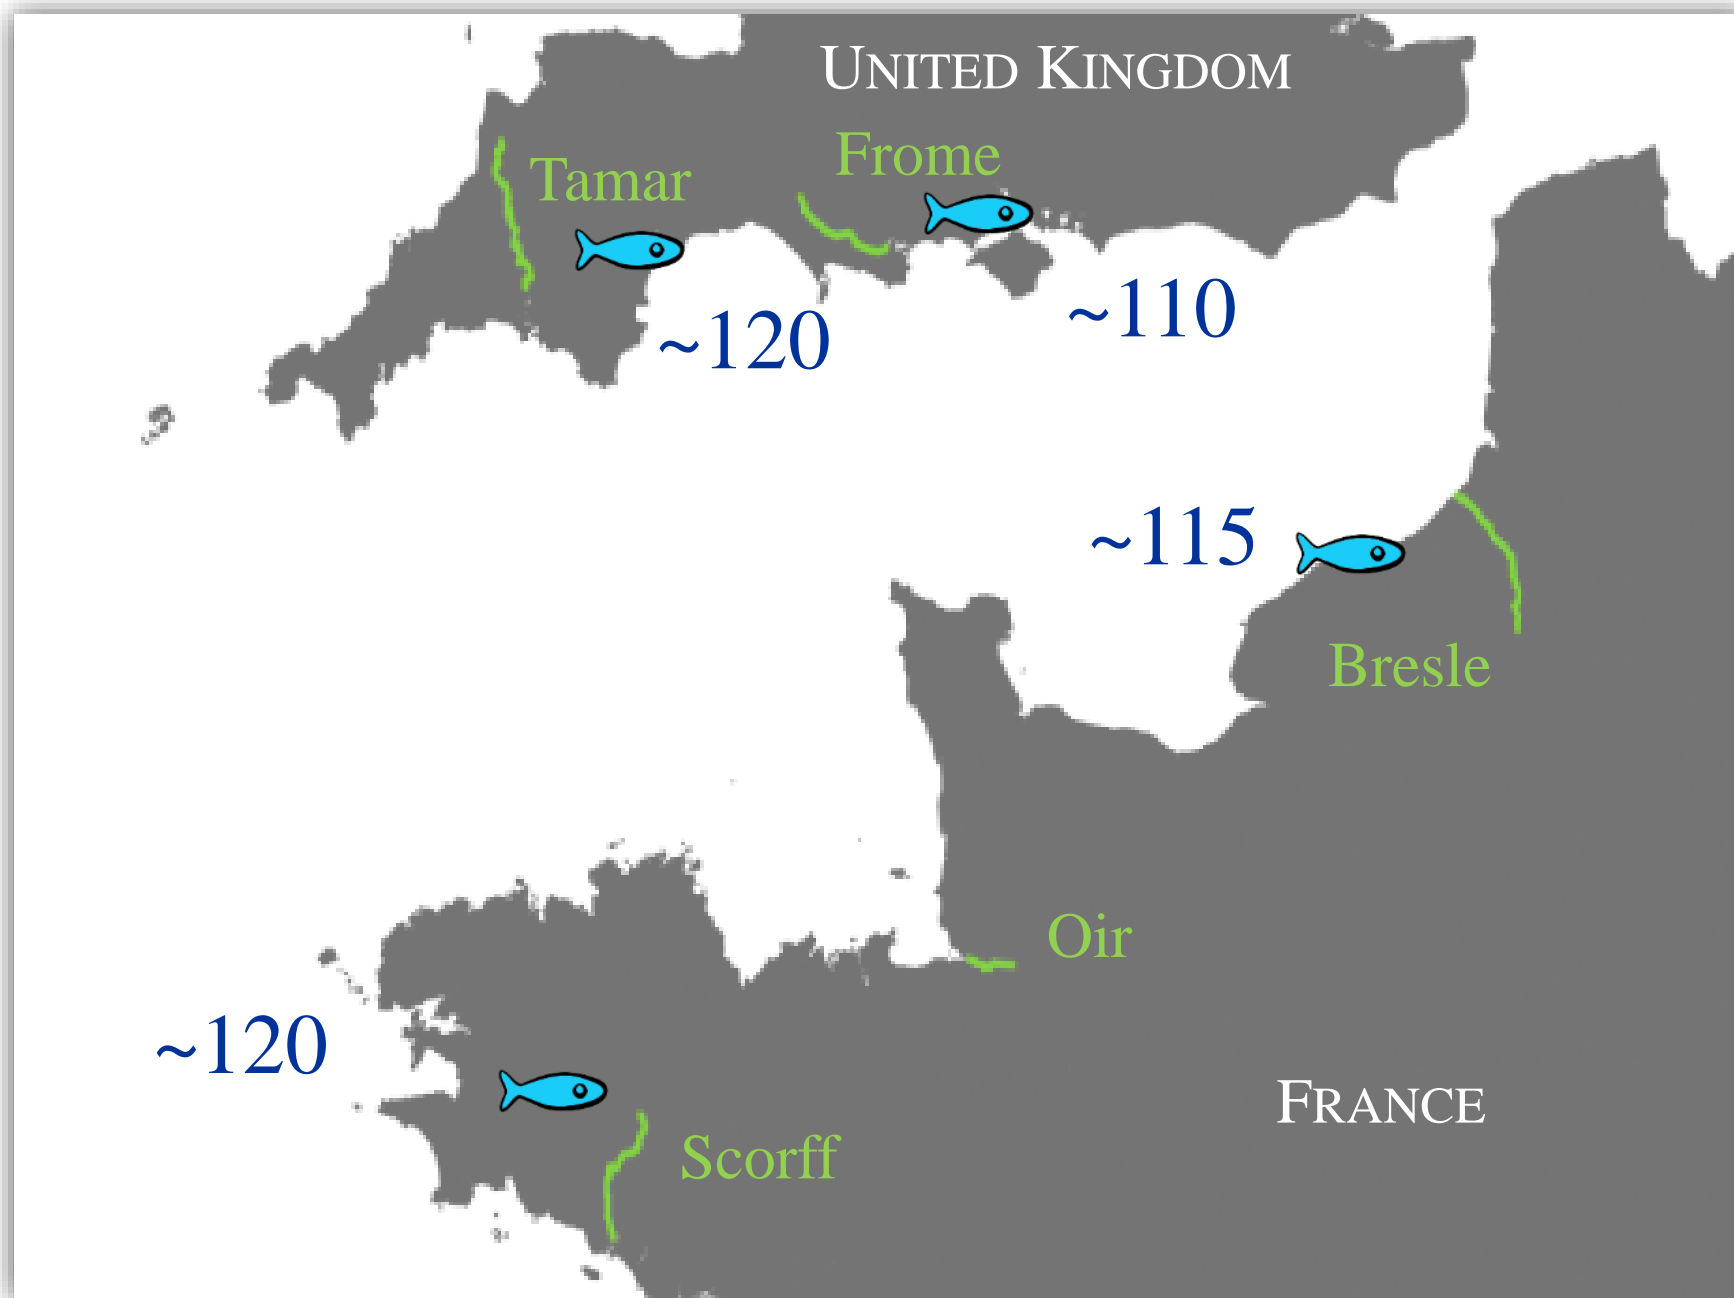 UNITED KINGDOM
Frome
Tamar
~110
~120
~115
Bresle
Oir
~120
FRANCE
Scorff